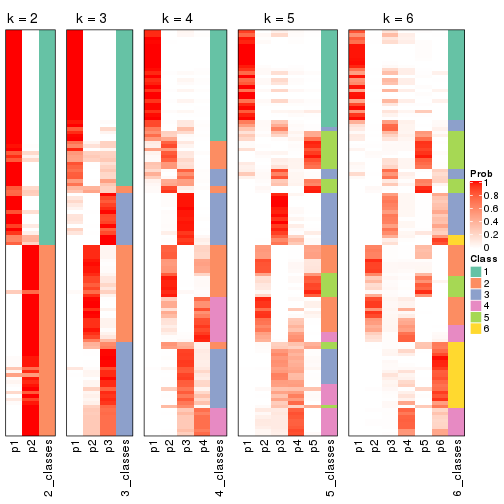 k = 2
k = 3
k = 4
k = 5
k = 6
Prob
1
0.8
0.6
0.4
0.2
0
Class
1
2
3
4
5
6
p1
p2
2_classes
p1
p2
p3
3_classes
p1
p2
p3
p4
4_classes
p1
p2
p3
p4
p5
5_classes
p1
p2
p3
p4
p5
p6
6_classes